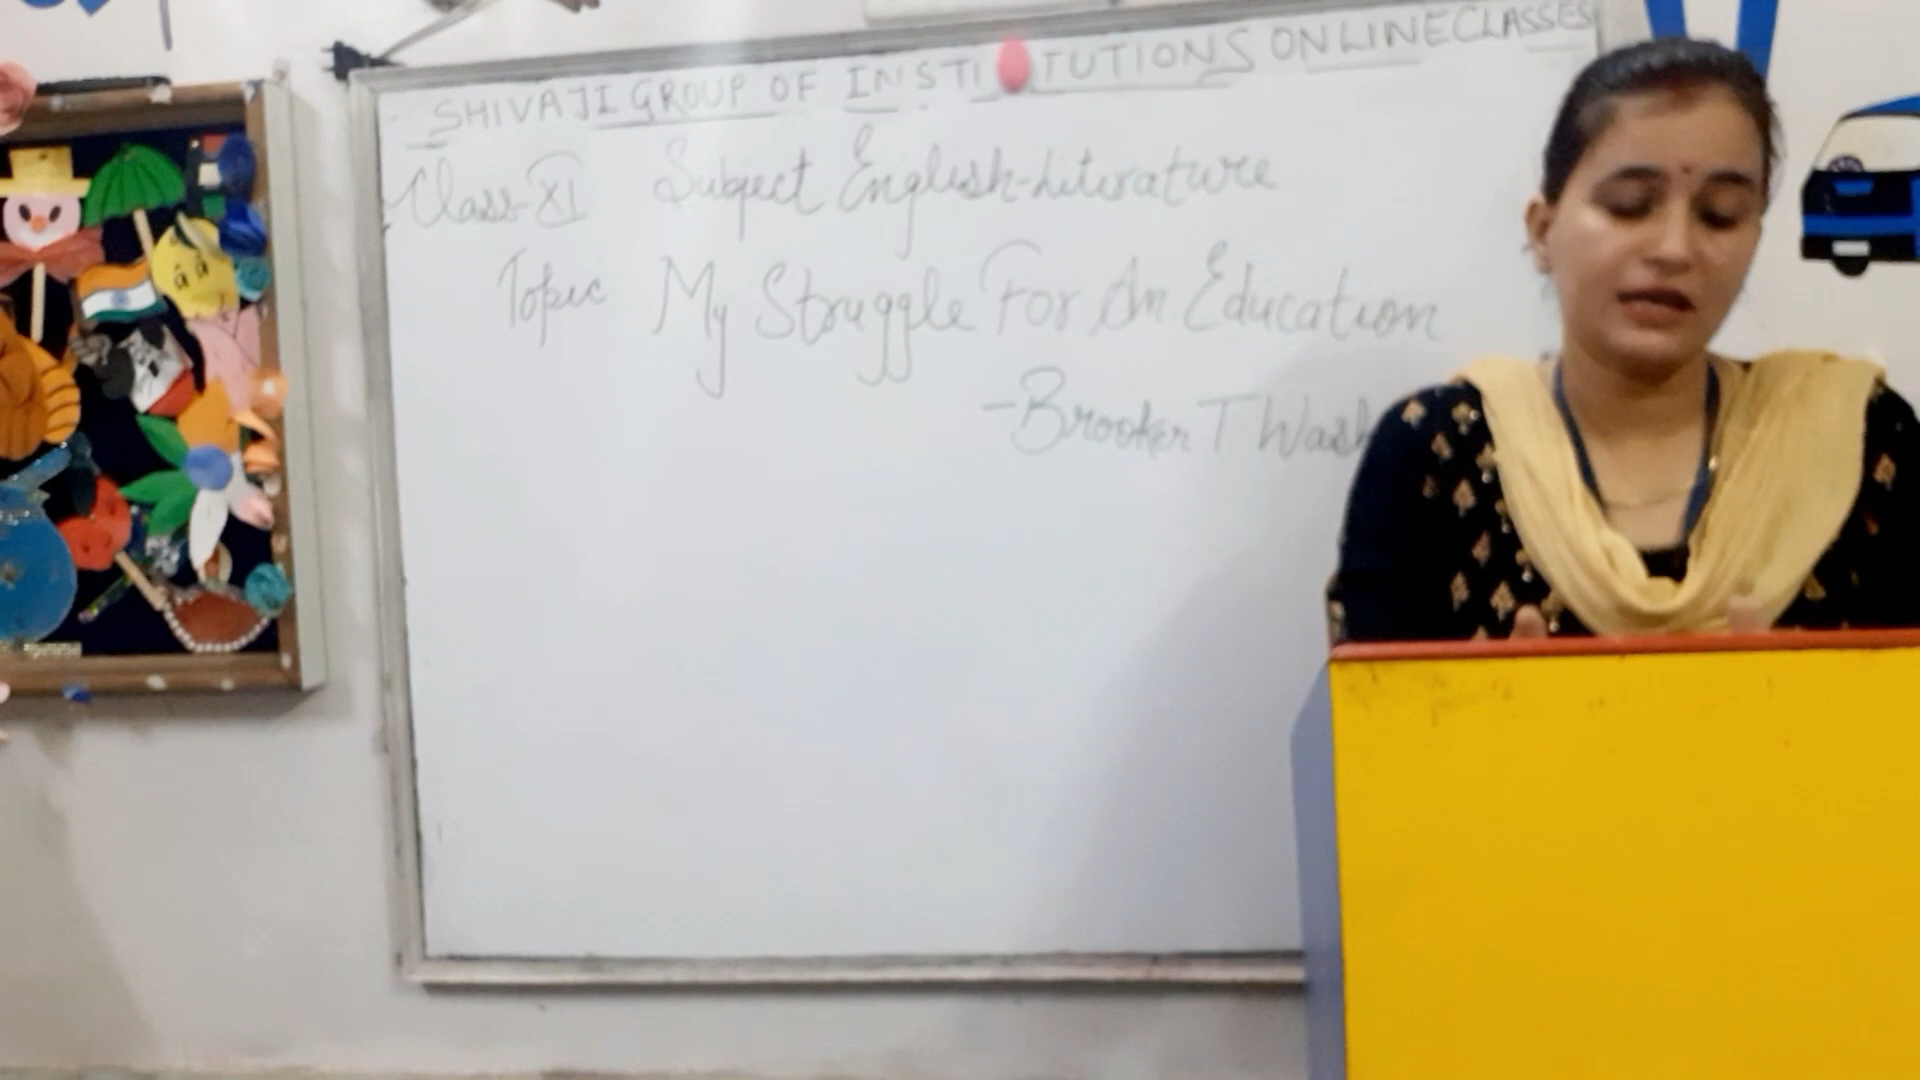 SHIVAJI GROUP OF INSTITUTIONS ONLINE CLASSES
Class-XI Subject English-Literature
Topic My Struggle For An Education
-Brooker T Wash